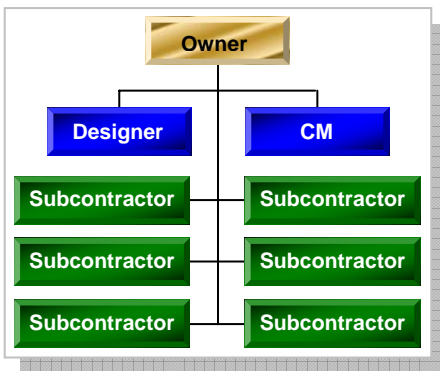 Owner
Designer
CM
Subcontractor
Subcontractor
Subcontractor
Subcontractor
Subcontractor
Subcontractor